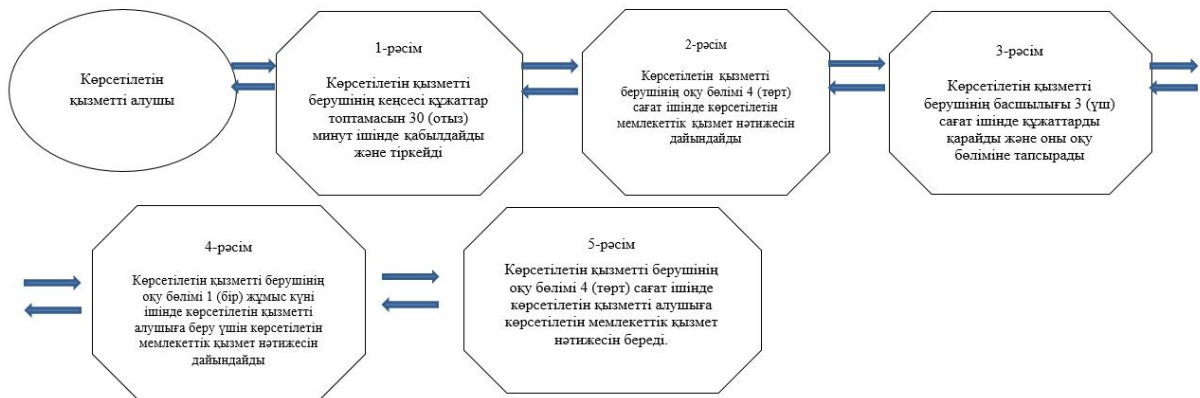 Көрсетілетін
қызметті алушы
1-рәсім
Көрсетілетін қызметті
берушінің кеңсесі құжаттар
топтамасын 30 (отыз)
минут ішінде қабылдайды
және тіркейді
2-рәсім
Көрсетілетін қызметті
берушінің оқу бөлімі 4 (төрт)
сағат ішінде көрсетілетін
мемлекеттік қызмет нәтижесін
дайындайды
3-рәсім
Көрсетілетін қызметті
берушінің басшылығы 3 (үш)
сағат ішінде құжаттарды
қарайды және оны оқу
бөліміне тапсырады
4-рәсім
Көрсетілетін қызметті берушінің
оқу бөлімі 1 (бір) жұмыс күні
ішінде көрсетілетін қызметті
алушыға беру үшін көрсетілетін
мемлекеттік қызмет нәтижесін
дайындайды
5-рәсім
Көрсетілетін қызметті берушінің
оқу бөлімі 4 (төрт) сағат ішінде
көрсетілетін қызметті алушыға
көрсетілетін мемлекеттік қызмет
нәтижесін береді.